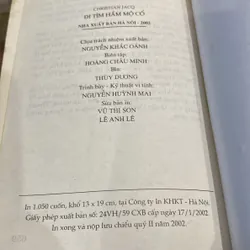 CHRISTIAN JACQ
ĐI TÌM HẦM MỘ CỔ
NHÀ XUẤT BẢN HÀ NỘI - 2002
Chịu trách nhiệm xuất bản:
NGUYỄN KHẮC OÁNH
Biên tập:
HOÀNG CHÂU MINH
Bìa:
THÙY DƯƠNG
Trình bày - Kỹ thuật vi tính:
NGUYỄN HUỲNH MAI
Sửa bản in:
VŨ THỊ SƠN
LÊ ANH LÊ
In 1.050 cuốn, khổ 13 x 19 cm, tại Công ty In KHKT - Hà Nội.
Giấy phép xuất bản số: 24VH/59 CXB cấp ngày 17/1/2002.
In xong và nộp lưu chiểu quý II năm 2002.